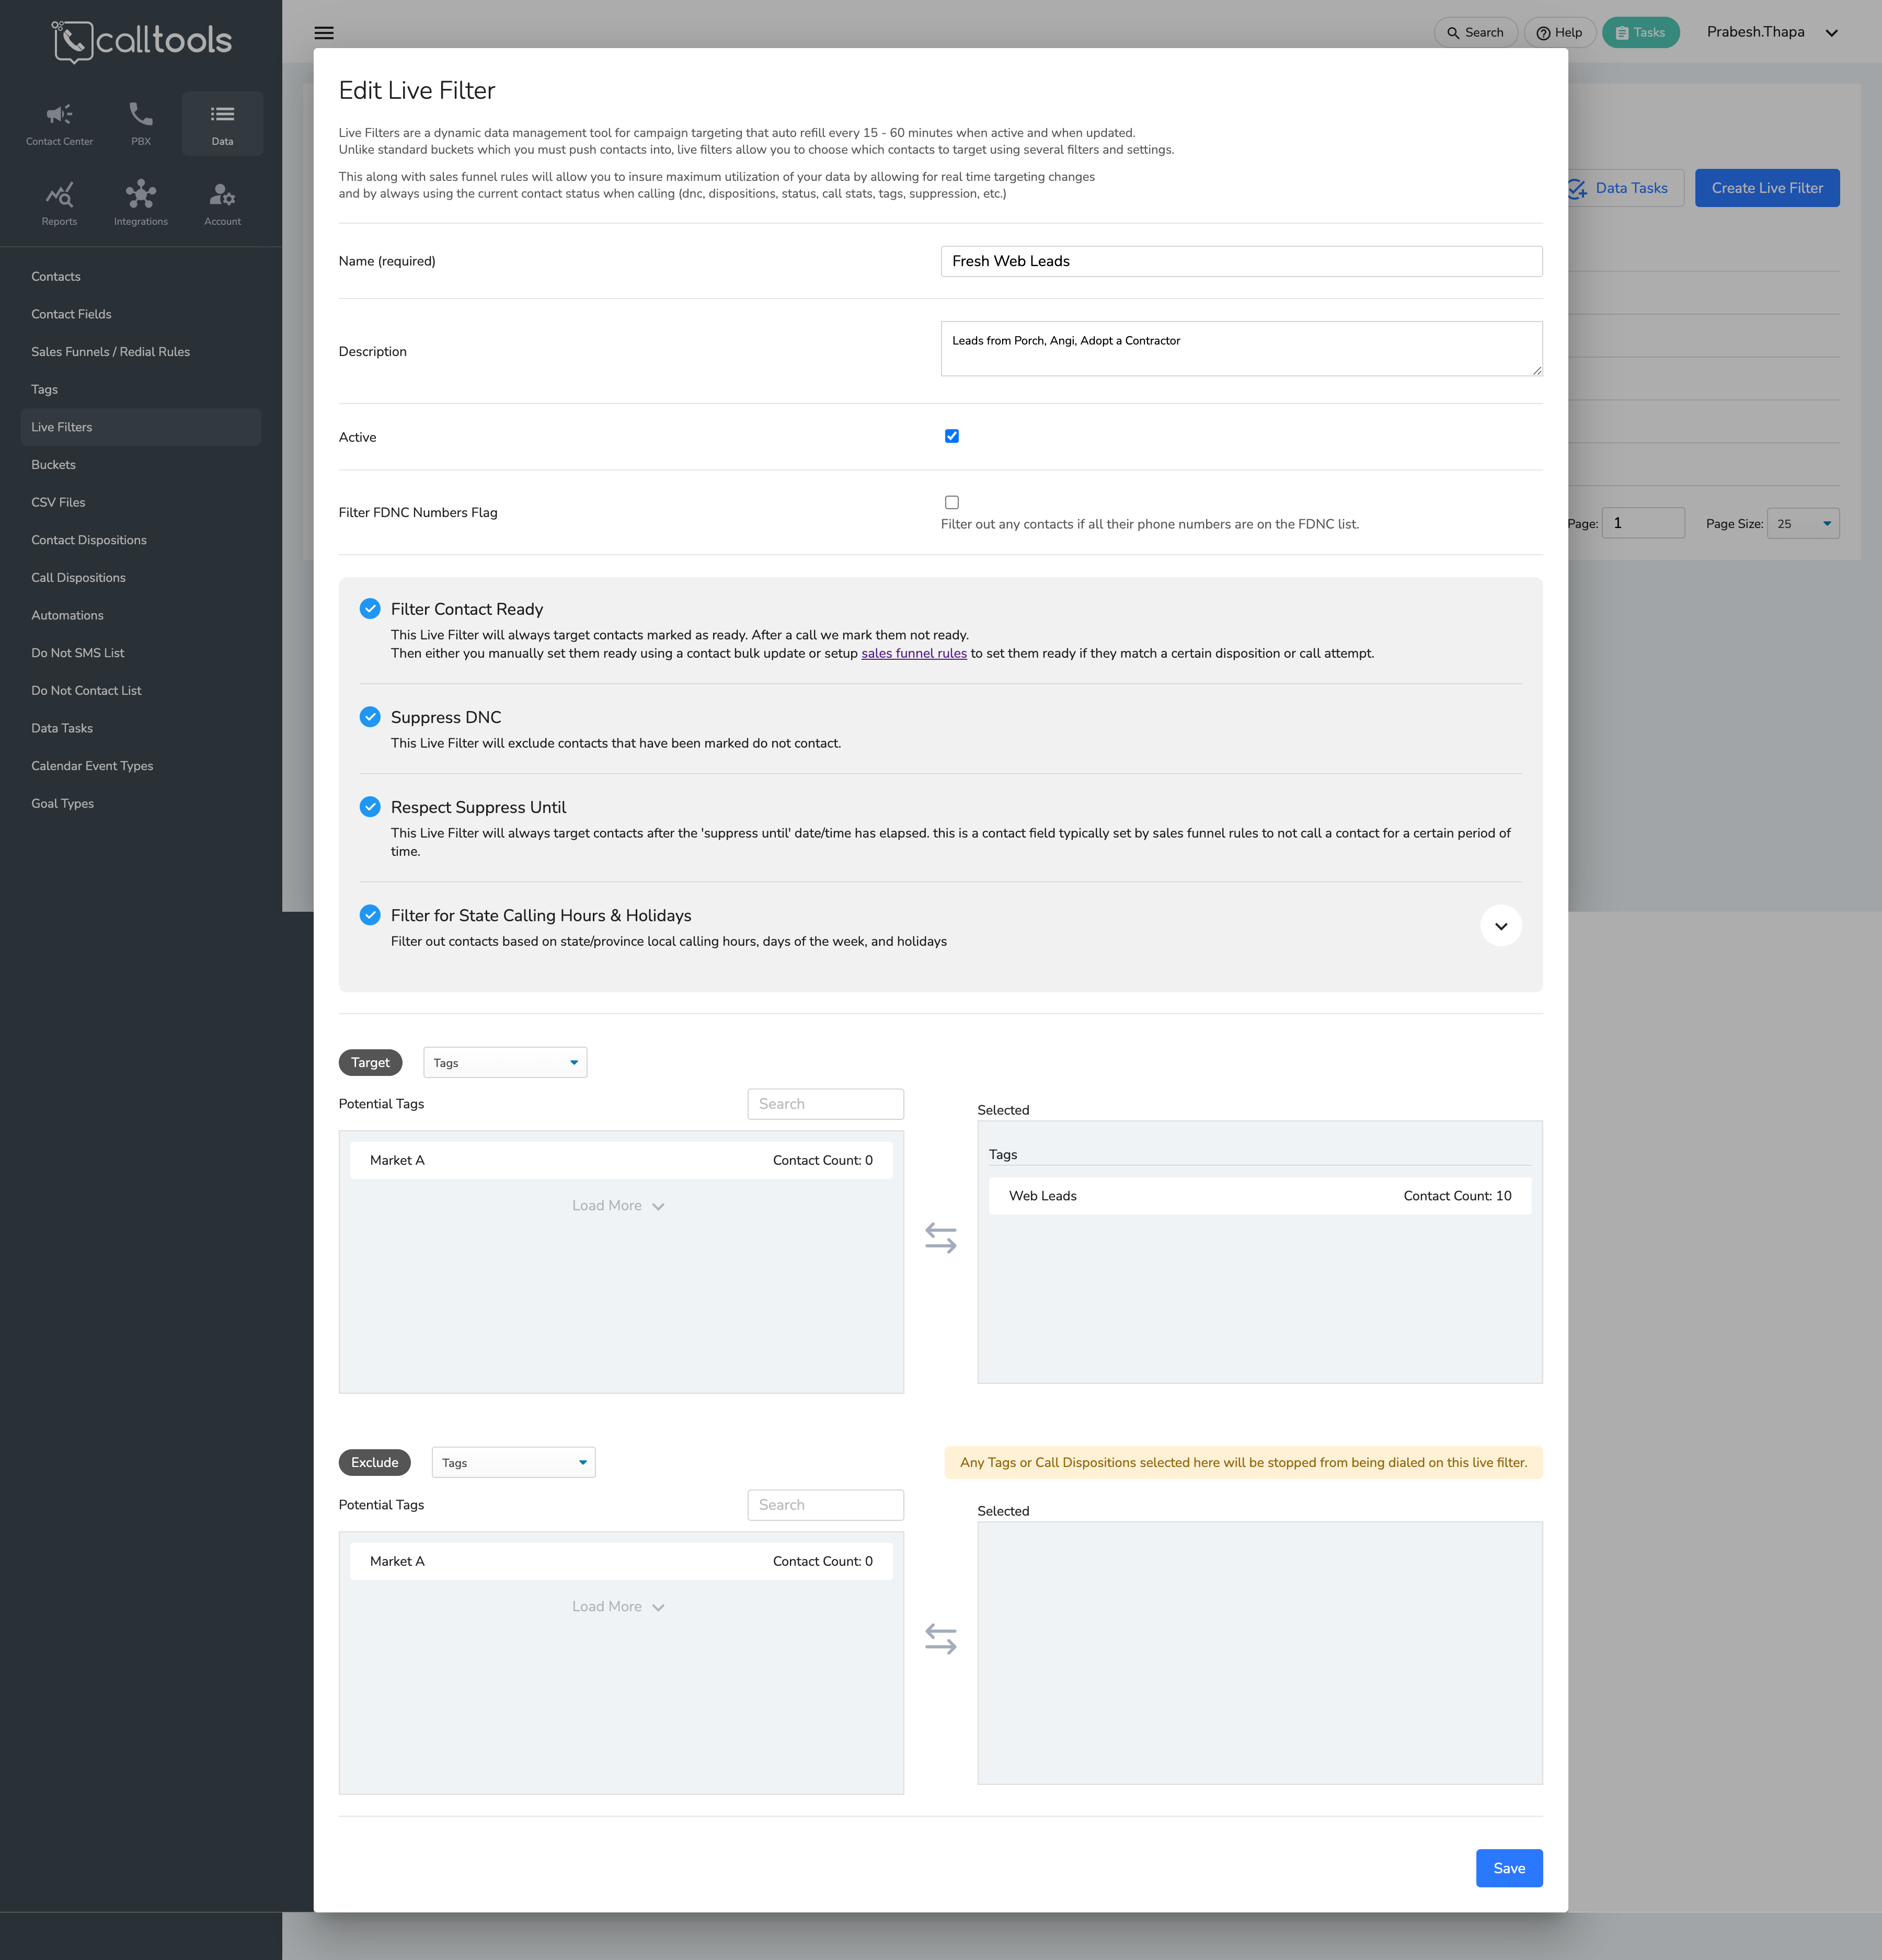 calltools
Search
Help
Tasks
Prabesh.Thapa
Contact Center
PBX
Data
Reports
Integrations
Account
Contacts
Contact Fields
Sales Funnels / Redial Rules
Tags
Live Filters
Buckets
CSV Files
Contact Dispositions
Call Dispositions
Automations
Do Not SMS List
Do Not Contact List
Data Tasks
Calendar Event Types
Goal Types
Data Tasks
Create Live Filter
Page: 1
Page Size: 25
Edit Live Filter
Live Filters are a dynamic data management tool for campaign targeting that auto refill every 15 - 60 minutes when active and when updated.
Unlike standard buckets which you must push contacts into, live filters allow you to choose which contacts to target using several filters and settings.
This along with sales funnel rules will allow you to insure maximum utilization of your data by allowing for real time targeting changes
and by always using the current contact status when calling (dnc, dispositions, status, call stats, tags, suppression, etc.)
Name (required)
Fresh Web Leads
Description
Leads from Porch, Angi, Adopt a Contractor
Active
Filter FDNC Numbers Flag
Filter out any contacts if all their phone numbers are on the FDNC list.
Filter Contact Ready
This Live Filter will always target contacts marked as ready. After a call we mark them not ready.
Then either you manually set them ready using a contact bulk update or setup sales funnel rules to set them ready if they match a certain disposition or call attempt.
Suppress DNC
This Live Filter will exclude contacts that have been marked do not contact.
Respect Suppress Until
This Live Filter will always target contacts after the 'suppress until' date/time has elapsed. this is a contact field typically set by sales funnel rules to not call a contact for a certain period of
time.
Filter for State Calling Hours & Holidays
Filter out contacts based on state/province local calling hours, days of the week, and holidays
Target
Tags
Potential Tags
Search
Market A
Contact Count: 0
Load More
Selected
Tags
Web Leads
Contact Count: 10
Exclude
Tags
Any Tags or Call Dispositions selected here will be stopped from being dialed on this live filter.
Potential Tags
Search
Market A
Contact Count: 0
Load More
Selected
Save